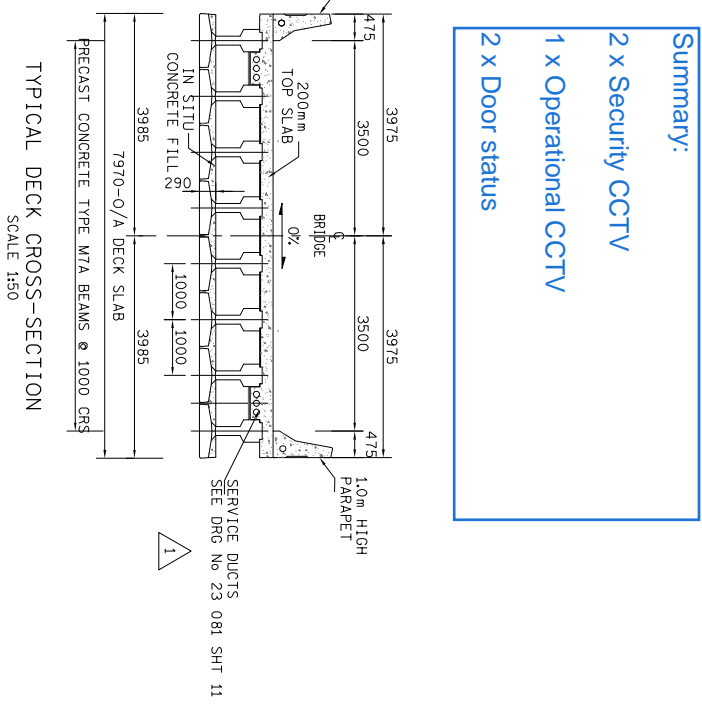 Summary:
2 x Security CCTV
1 x Operational CCTV
2 x Door status
3975
3975
475
3500
3500
475
1.0m HIGH
PARAPET
℄
BRIDGE
0%
200mm
TOP SLAB
IN SITU
CONCRETE FILL
290
1000
1000
SERVICE DUCTS
SEE DRG No 23 081 SHT 11
1
3985
3985
7970-O/A DECK SLAB
PRECAST CONCRETE TYPE M7A BEAMS @ 1000 CRS
TYPICAL DECK CROSS-SECTION
SCALE 1:50